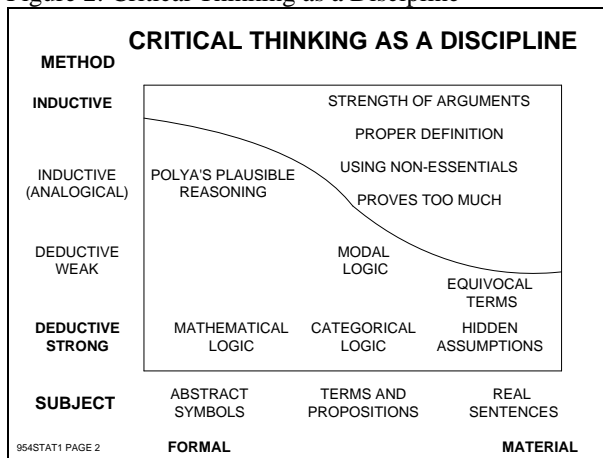 Figure 2: Critical Thinking as a Discipline
CRITICAL THINKING AS A DISCIPLINE
METHOD
INDUCTIVE
STRENGTH OF ARGUMENTS
PROPER DEFINITION
INDUCTIVE
(ANALOGICAL)
POLYA'S PLAUSIBLE
REASONING
USING NON-ESSENTIALS
PROVES TOO MUCH
DEDUCTIVE
WEAK
MODAL
LOGIC
EQUIVOCAL
TERMS
DEDUCTIVE
STRONG
MATHEMATICAL
LOGIC
CATEGORICAL
LOGIC
HIDDEN
ASSUMPTIONS
SUBJECT
ABSTRACT
SYMBOLS
TERMS AND
PROPOSITIONS
REAL
SENTENCES
954STAT1 PAGE 2
FORMAL
MATERIAL